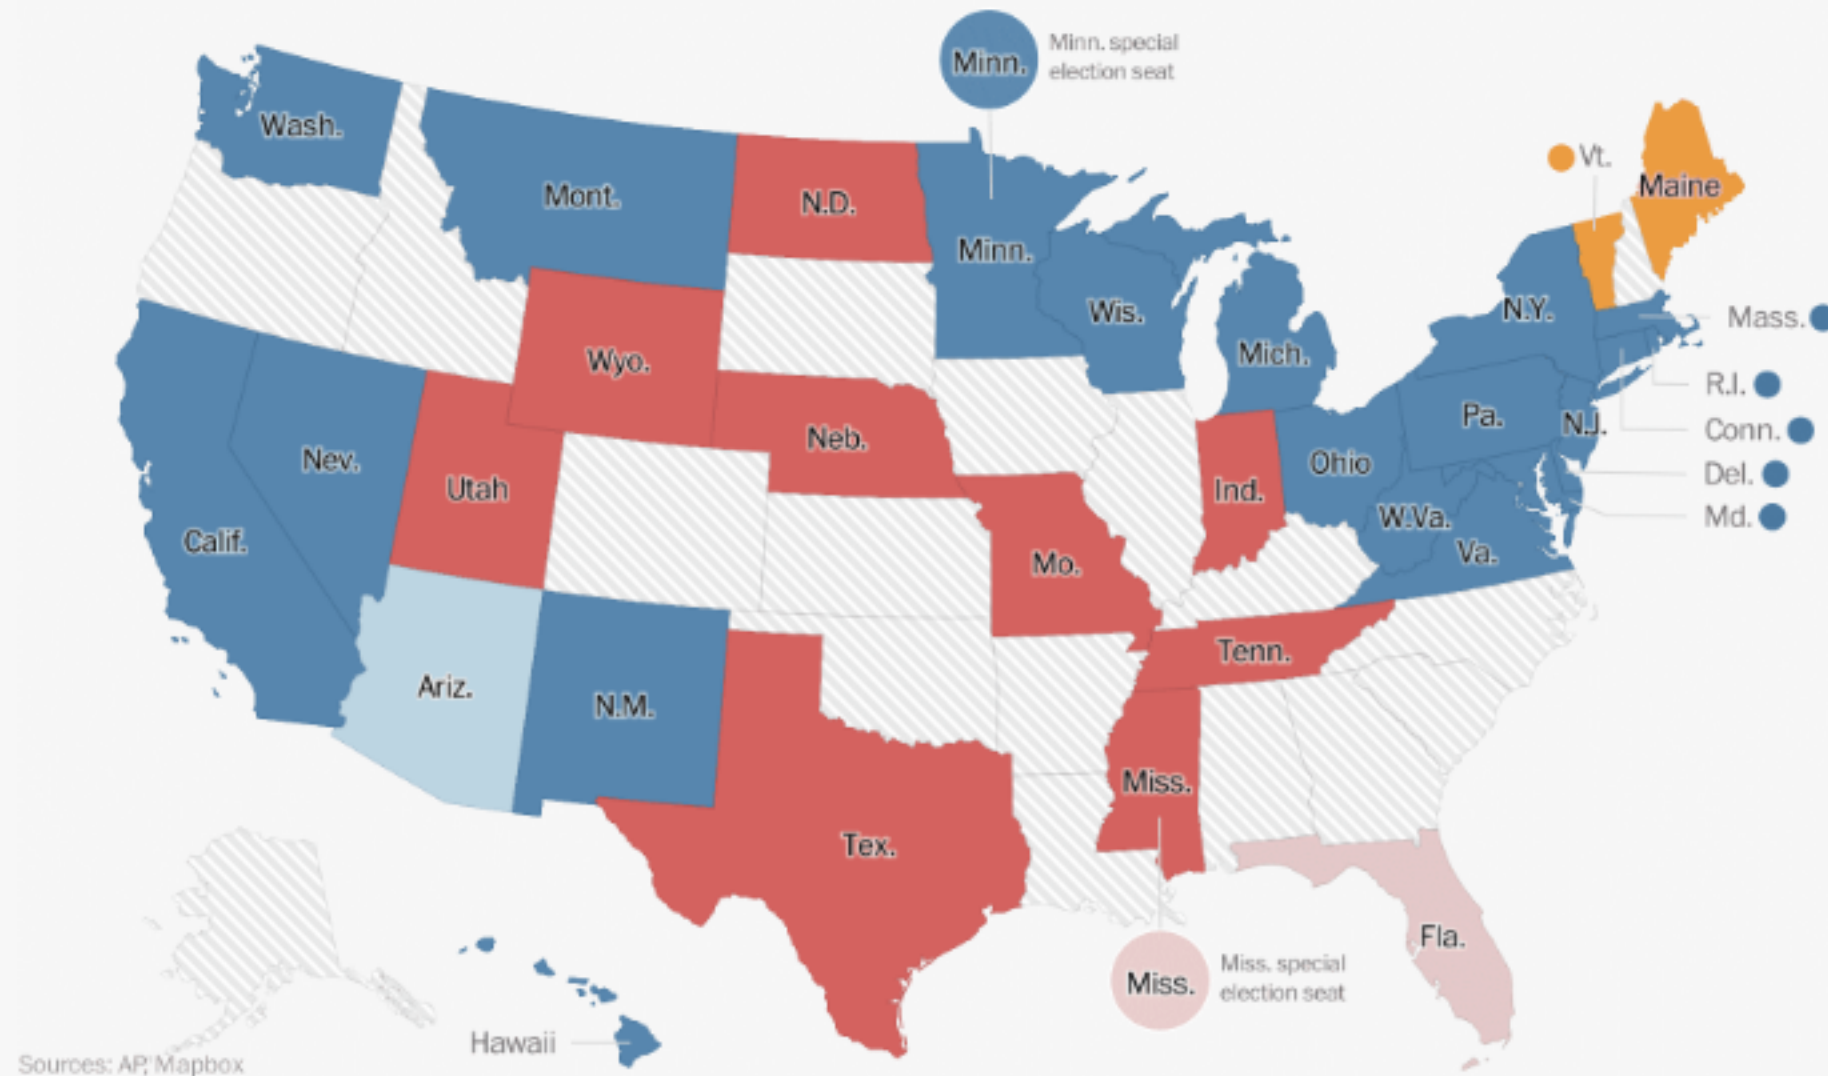 Minn.
Minn. special
election seat
Wash.
Mont.
N.D.
Minn.
Vt.
Maine
Wis.
Mich.
N.Y.
Mass.
R.I.
Conn.
Del.
Md.
Wyo.
Neb.
Pa.
N.J.
Ohio
Nev.
Utah
Ind.
W.Va.
Va.
Calif.
Mo.
Tenn.
Ariz.
N.M.
Miss.
Tex.
Fla.
Miss.
Miss. special
election seat
Hawaii
Sources: AP, Mapbox